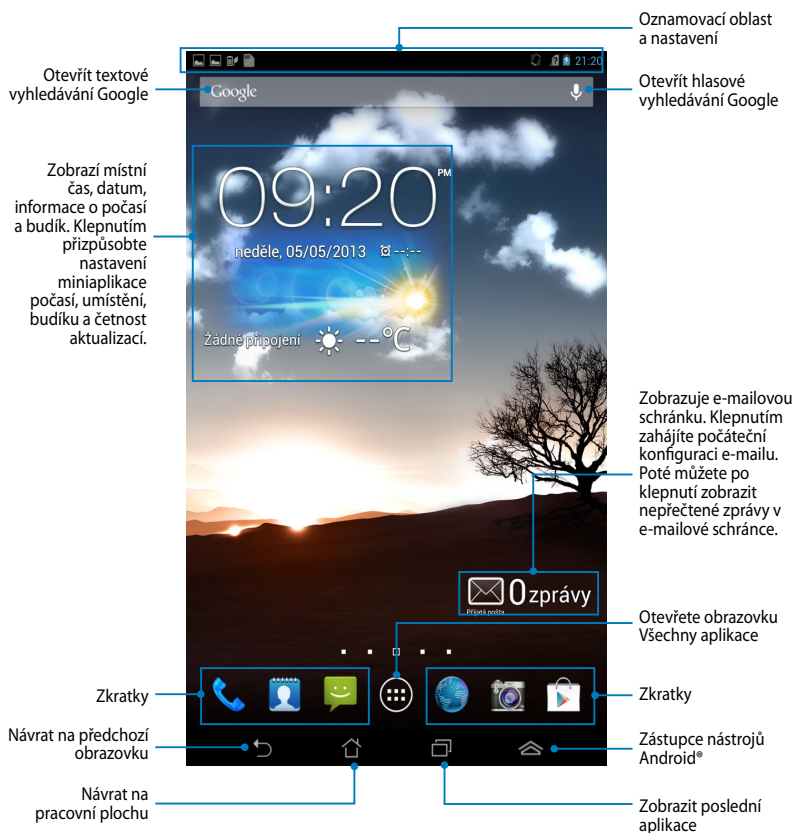 Oznamovací oblast
a nastavení
Otevřít textové
vyhledávání Google
21:20
Google
Otevřít hlasové
vyhledávání Google
Zobrazí místní
čas, datum,
informace o počasí
a budík. Klepnutím
přizpůsobte
nastavení
miniaplikace
počasí, umístění,
budíku a četnost
aktualizací.
09:20 PM
neděle, 05/05/2013 --:--
Žádné připojení --°C
Zobrazuje e-mailovou
schránku. Klepnutím
zahájíte počáteční
konfiguraci e-mailu.
Poté můžete po
klepnutí zobrazit
nepřečtené zprávy v
e-mailové schránce.
0 zprávy
Přijatá pošta
Otevřete obrazovku
Všechny aplikace
Zkratky
Zkratky
Návrat na předchozí
obrazovku
Zástupce nástrojů
Android®
Návrat na
pracovní plochu
Zobrazit poslední
aplikace